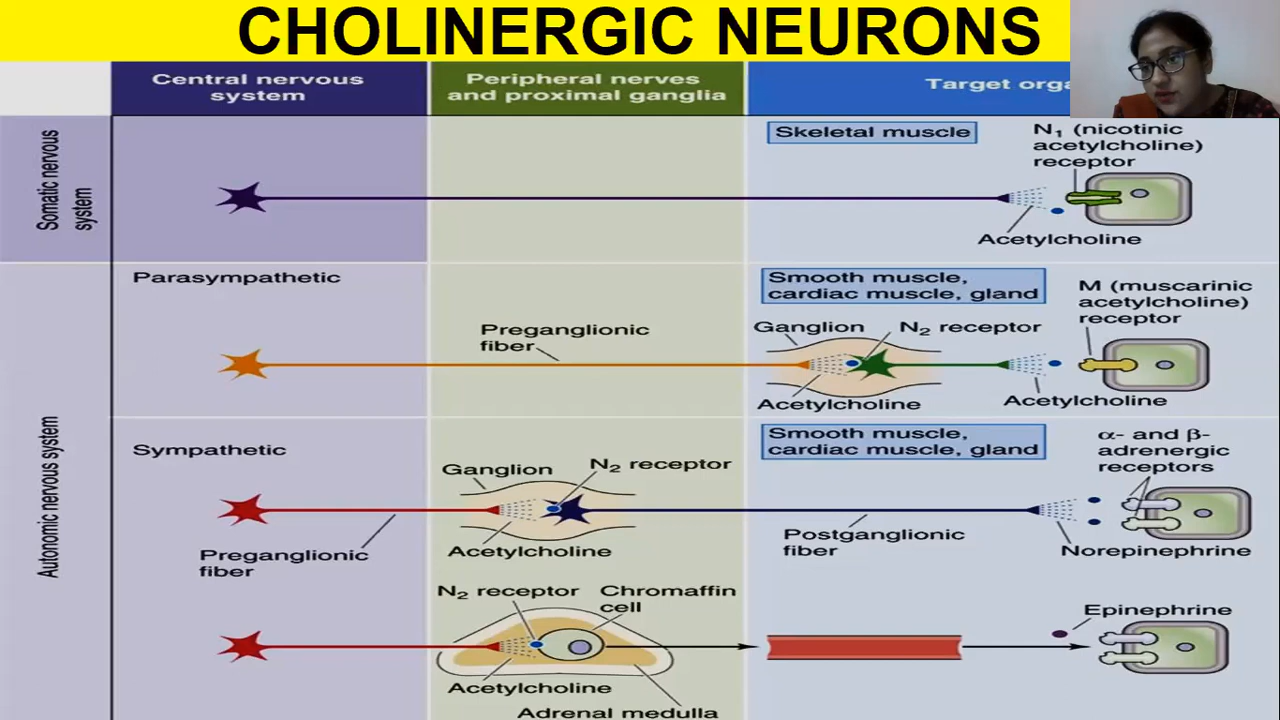 CHOLINERGIC NEURONS
Central nervous
system
Peripheral nerves
and proximal ganglia
Target orga
Somatic nervous
system
Skeletal muscle
N1 (nicotinic
acetylcholine)
receptor
Acetylcholine
Autonomic nervous system
Parasympathetic
Preganglionic
fiber
Smooth muscle,
cardiac muscle, gland
Ganglion
N2 receptor
Acetylcholine
M (muscarinic
acetylcholine)
receptor
Acetylcholine
Sympathetic
Preganglionic
fiber
Ganglion
N2 receptor
Acetylcholine
Smooth muscle,
cardiac muscle, gland
Postganglionic
fiber
α- and β-
adrenergic
receptors
Norepinephrine
N2 receptor
Chromaffin
cell
Acetylcholine
Adrenal medulla
Epinephrine